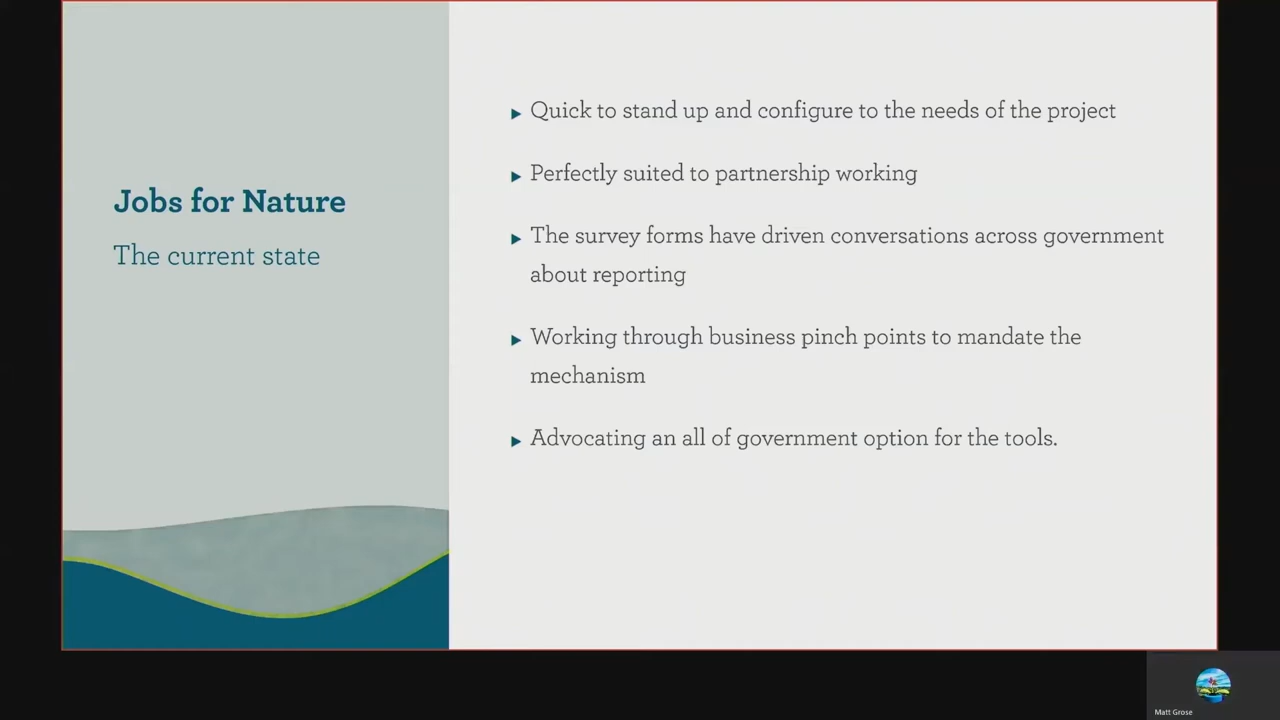 Jobs for Nature
The current state
Quick to stand up and configure to the needs of the project
Perfectly suited to partnership working
The survey forms have driven conversations across government
about reporting
Working through business pinch points to mandate the
mechanism
Advocating an all of government option for the tools.
Matt Grose